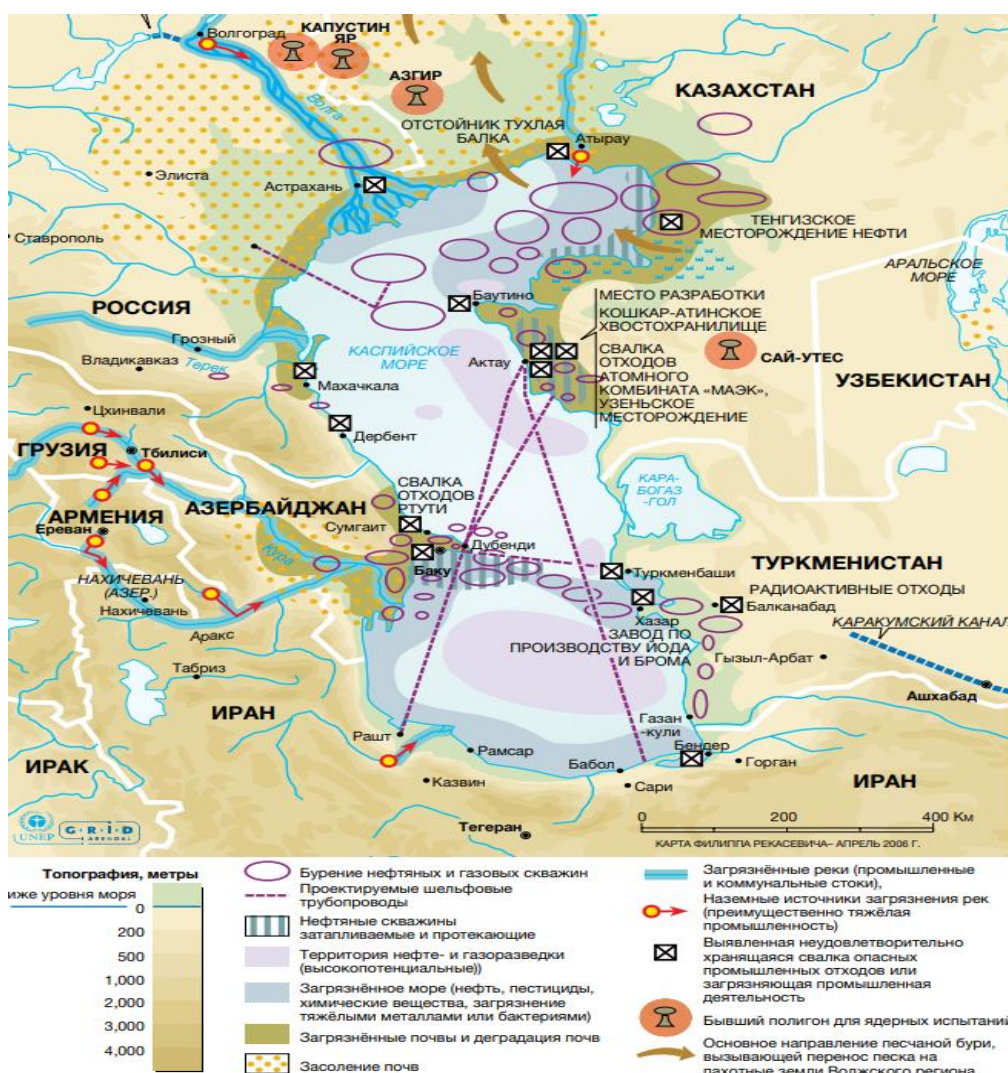 Волгоград
КАПУСТИН
ЯР
АЗГИР
КАЗАХСТАН
Волга
ОТСТОЙНИК ТУХЛАЯ
БАЛКА
Атырау
Элиста
Астрахань
Ставрополь
ТЕНГИЗСКОЕ
МЕСТОРОЖДЕНИЕ НЕФТИ
АРАЛЬСКОЕ
МОРЕ
РОССИЯ
Баутино
МЕСТО РАЗРАБОТКИ
КОШКАР-АТИНСКОЕ
ХВОСТОХРАНИЛИЩЕ
Грозный
Владикавказ
Терек
КАСПИЙСКОЕ
МОРЕ
Актау
СВАЛКА
ОТХОДОВ
АТОМНОГО
КОМБИНАТА «МАЭК»,
УЗЕНЬСКОЕ
МЕСТОРОЖДЕНИЕ
САЙ-УТЕС
УЗБЕКИСТАН
Махачкала
Цхинвали
Дербент
ГРУЗИЯ
Тбилиси
КАРА-
БОГАЗ
-ГОЛ
СВАЛКА
ОТХОДОВ
РТУТИ
АРМЕНИЯ
АЗЕРБАЙДЖАН
Ереван
Сумгаит
Кура
Дубенди
Баку
ТУРКМЕНИСТАН
НАХИЧЕВАНЬ
(АЗЕР.)
Нахичевань
Туркменбаши
РАДИОАКТИВНЫЕ ОТХОДЫ
Балканабад
Аракс
Хазар
КАРАКУМСКИЙ КАНАЛ
ЗАВОД ПО
ПРОИЗВОДСТВУ ЙОДА
И БРОМА
Гызыл-Арбат
Табриз
Ашхабад
ИРАН
Рашт
Газан
-кули
Рамсар
Бендер
ИРАК
Казвин
Бабол
Горган
Сари
ИРАН
Тегеран
UNEP
G·R·I·D
ARENDAL
0 200 400 Км
КАРТА ФИЛИППА РЕКАСЕВИЧА– АПРЕЛЬ 2006 Г.
Топография, метры
иже уровня моря
0
200
500
1,000
2,000
3,000
4,000
Бурение нефтяных и газовых скважин
Проектируемые шельфовые
трубопроводы
Нефтяные скважины
затапливаемые и протекающие
Территория нефте- и газоразведки
(высокопотенциальные))
Загрязнённое море (нефть, пестициды,
химические вещества, загрязнение
тяжёлыми металлами или бактериями)
Загрязнённые почвы и деградация почв
Засоление почв
Загрязнённые реки (промышленные
и коммунальные стоки),
Наземные источники загрязнения рек
(преимущественно тяжёлая
промышленность)
Выявленная неудовлетворительно
хранящаяся свалка опасных
промышленных отходов или
загрязняющая промышленная
деятельность
Бывший полигон для ядерных испытаний
Основное направление песчаной бури,
вызывающей перенос песка на
пахотные земли Волжского региона